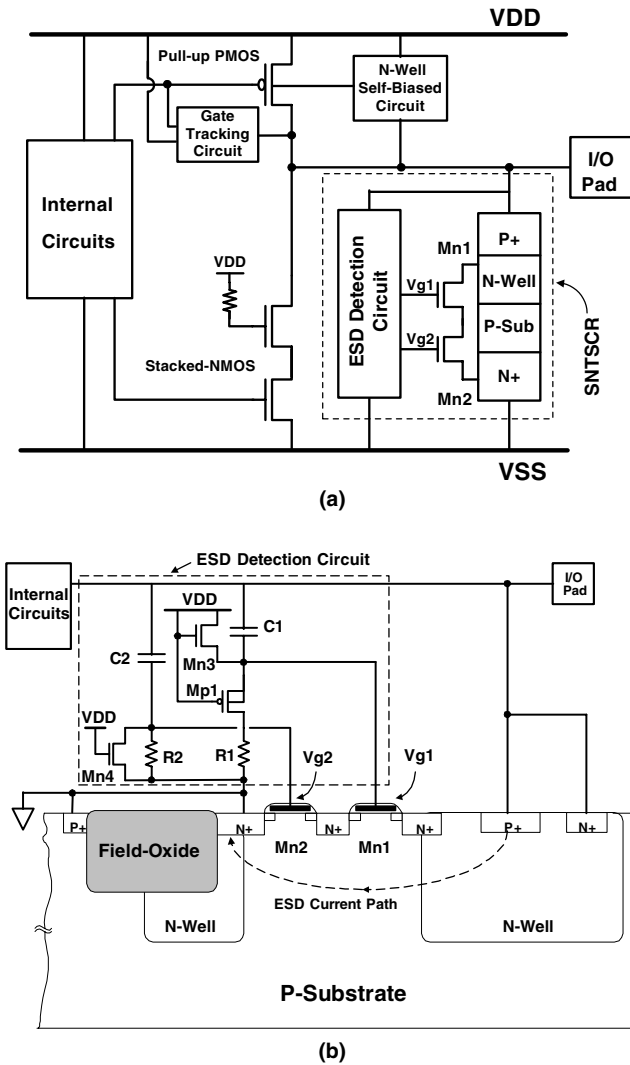 VDD
Pull-up PMOS
N-Well
Self-Biased
Circuit
Gate
Tracking
Circuit
I/O
Pad
Internal
Circuits
VDD
ESD Detection
Circuit
Mn1
P+
Vg1
N-Well
P-Sub
Vg2
N+
Mn2
SNTSCR
Stacked-NMOS
VSS
(a)
ESD Detection Circuit
Internal
Circuits
I/O
Pad
VDD
C1
C2
Mn3
Mp1
VDD
R2
R1
Mn4
Vg2
Vg1
P+
Field-Oxide
N+
Mn2
N+
Mn1
N+
P+
N+
ESD Current Path
N-Well
N-Well
P-Substrate
(b)